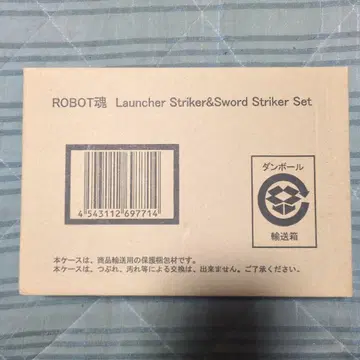 ROBOT魂 Launcher Striker&Sword Striker Set
4 543112 697714
ダンボール
輸送箱
本ケースは、商品輸送用の保護梱包材です。
本ケースは、つぶれ、汚れ等による交換は、出来ません。ご了承ください。